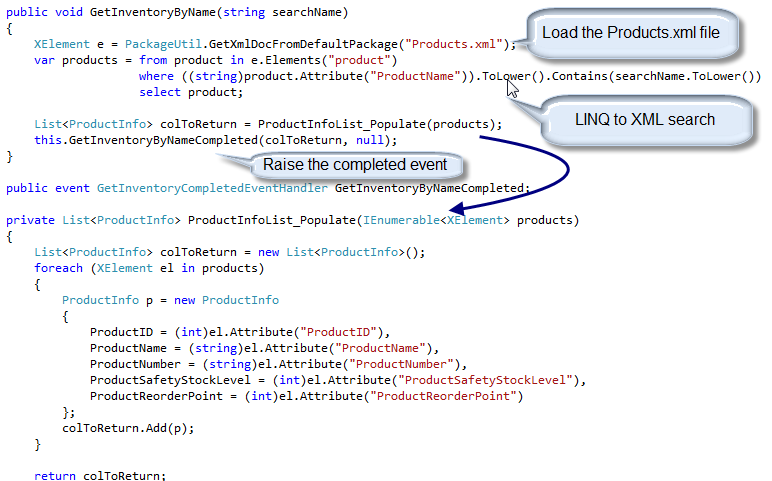 public void GetInventoryByName(string searchName)
{
Load the Products.xml file
XElement e = PackageUtil.GetXmlDocFromDefaultPackage("Products.xml");
var products = from product in e.Elements("product")
where ((string)product.Attribute("ProductName")).ToLower().Contains(searchName.ToLower())
select product;
LINQ to XML search
List<ProductInfo> colToReturn = ProductInfoList_Populate(products);
this.GetInventoryByNameCompleted(colToReturn, null);
}
Raise the completed event
public event GetInventoryCompletedEventHandler GetInventoryByNameCompleted;
private List<ProductInfo> ProductInfoList_Populate(IEnumerable<XElement> products)
{
List<ProductInfo> colToReturn = new List<ProductInfo>();
foreach (XElement el in products)
{
ProductInfo p = new ProductInfo
{
ProductID = (int)el.Attribute("ProductID"),
ProductName = (string)el.Attribute("ProductName"),
ProductNumber = (string)el.Attribute("ProductNumber"),
ProductSafetyStockLevel = (int)el.Attribute("ProductSafetyStockLevel"),
ProductReorderPoint = (int)el.Attribute("ProductReorderPoint")
};
colToReturn.Add(p);
}
return colToReturn;